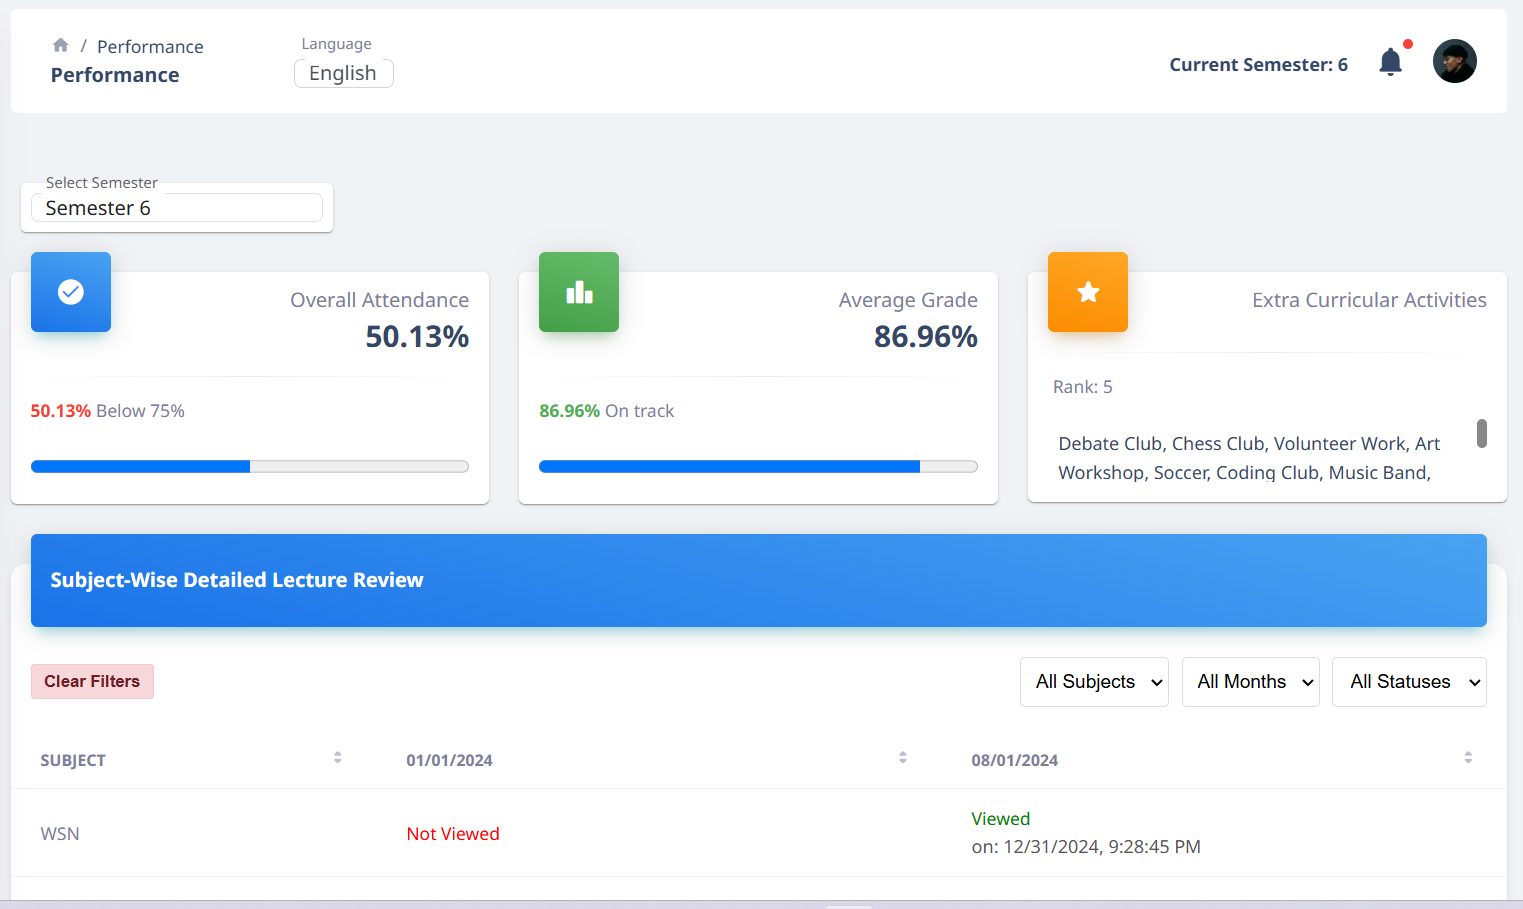 / Performance
Performance
Language
English
Current Semester: 6
Select Semester
Semester 6
Overall Attendance
50.13%
50.13% Below 75%
Average Grade
86.96%
86.96% On track
Extra Curricular Activities
Rank: 5
Debate Club, Chess Club, Volunteer Work, Art
Workshop, Soccer, Coding Club, Music Band,
Subject-Wise Detailed Lecture Review
Clear Filters
All Subjects
All Months
All Statuses
SUBJECT
01/01/2024
08/01/2024
WSN
Not Viewed
Viewed
on: 12/31/2024, 9:28:45 PM